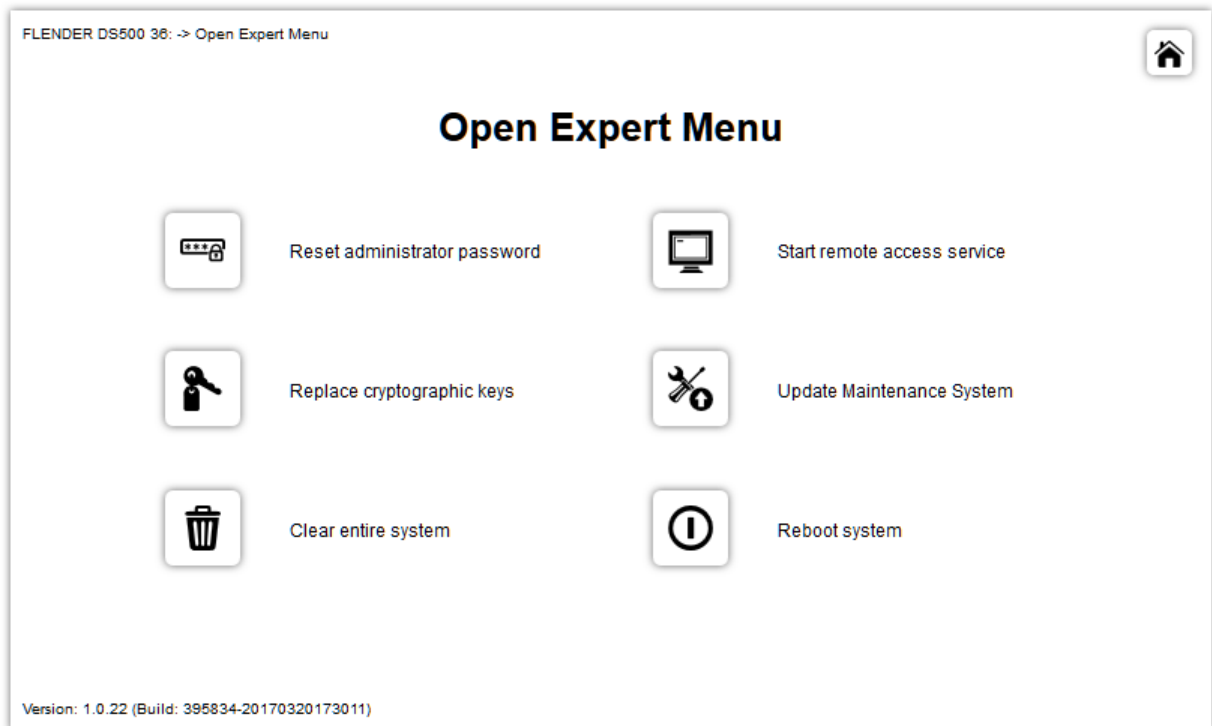 FLENDER DS500 36: -> Open Expert Menu
Open Expert Menu
***
Reset administrator password
Start remote access service
Replace cryptographic keys
Update Maintenance System
Clear entire system
Reboot system
Version: 1.0.22 (Build: 395834-20170320173011)